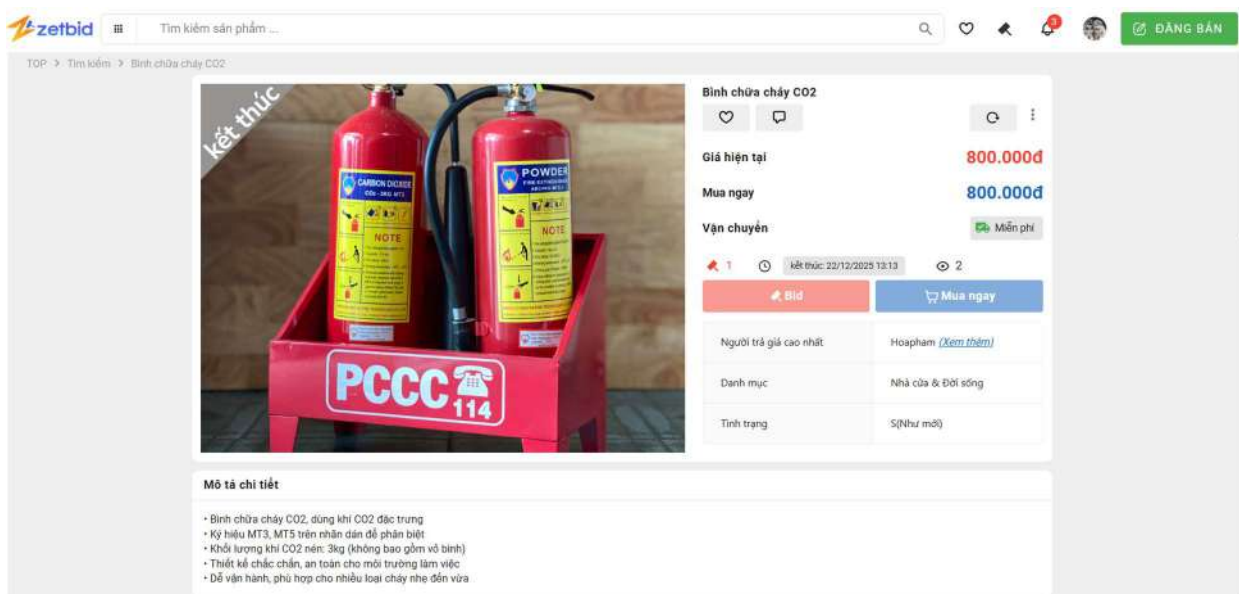 zetbid
Tìm kiếm sản phẩm ...
3
ĐĂNG BÁN
TOP > Tìm kiếm > Bình chữa cháy CO2
kết thúc
CARBON DIOXIDE
CO2 - 3KG MT3
NOTE
POWDER
FIRE EXTINGUISHER
NOTE
PCCC
114
Bình chữa cháy CO2
Giá hiện tại 800.000đ
Mua ngay 800.000đ
Vận chuyển Miễn phí
1 kết thúc: 22/12/2025 13:13 2
Bid Mua ngay
Người trả giá cao nhất Hoapham (Xem thêm)
Danh mục Nhà cửa & Đời sống
Tình trạng S(Như mới)
Mô tả chi tiết
• Bình chữa cháy CO2, dùng khí CO2 đặc trưng
• Ký hiệu MT3, MT5 trên nhãn dán để phân biệt
• Khối lượng khí CO2 nén: 3kg (không bao gồm vỏ bình)
• Thiết kế chắc chắn, an toàn cho môi trường làm việc
• Dễ vận hành, phù hợp cho nhiều loại cháy nhẹ đến vừa